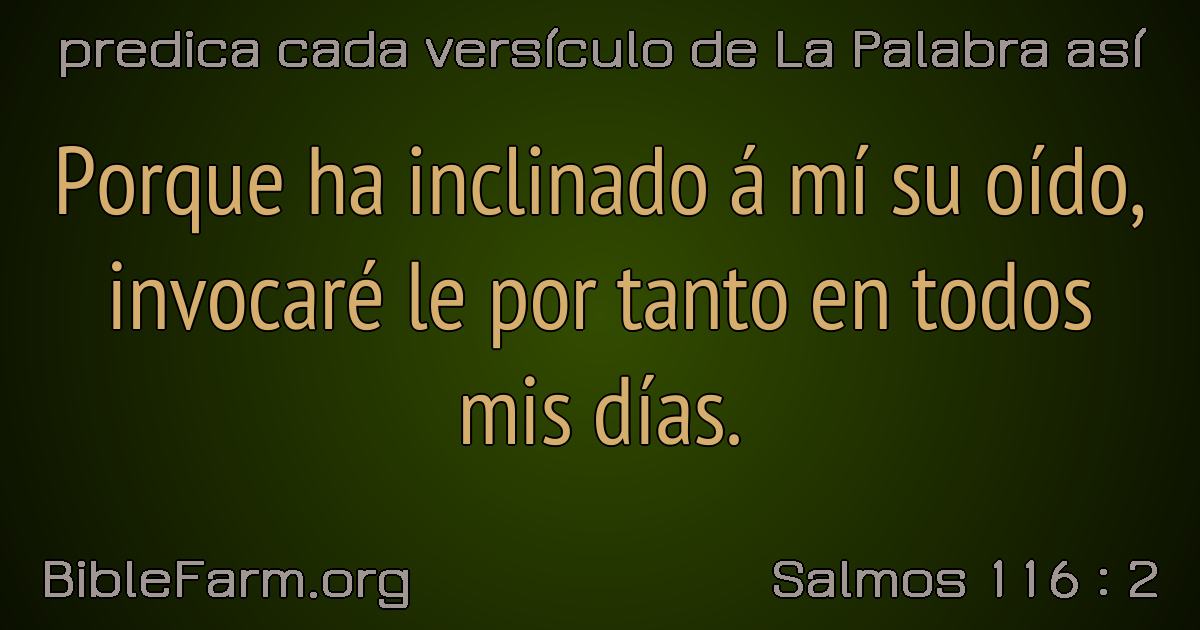 predica cada versículo de La Palabra así
Porque ha inclinado á mí su oído,
invocaré le por tanto en todos
mis días.
BibleFarm.org
Salmos 116 : 2